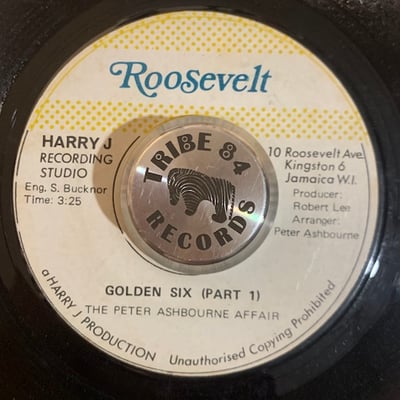 Roosevelt
HARRY J
RECORDING
STUDIO
Eng. S. Bucknor
Time: 3:25
TRIBE 84
RECORDS
10 Roosevelt Ave.
Kingston 6
Jamaica W.I.
Producer:
Robert Lee
Arranger:
Peter Ashbourne
GOLDEN SIX (PART 1)
THE PETER ASHBOURNE AFFAIR
a HARRY J PRODUCTION
Unauthorised Copying Prohibited